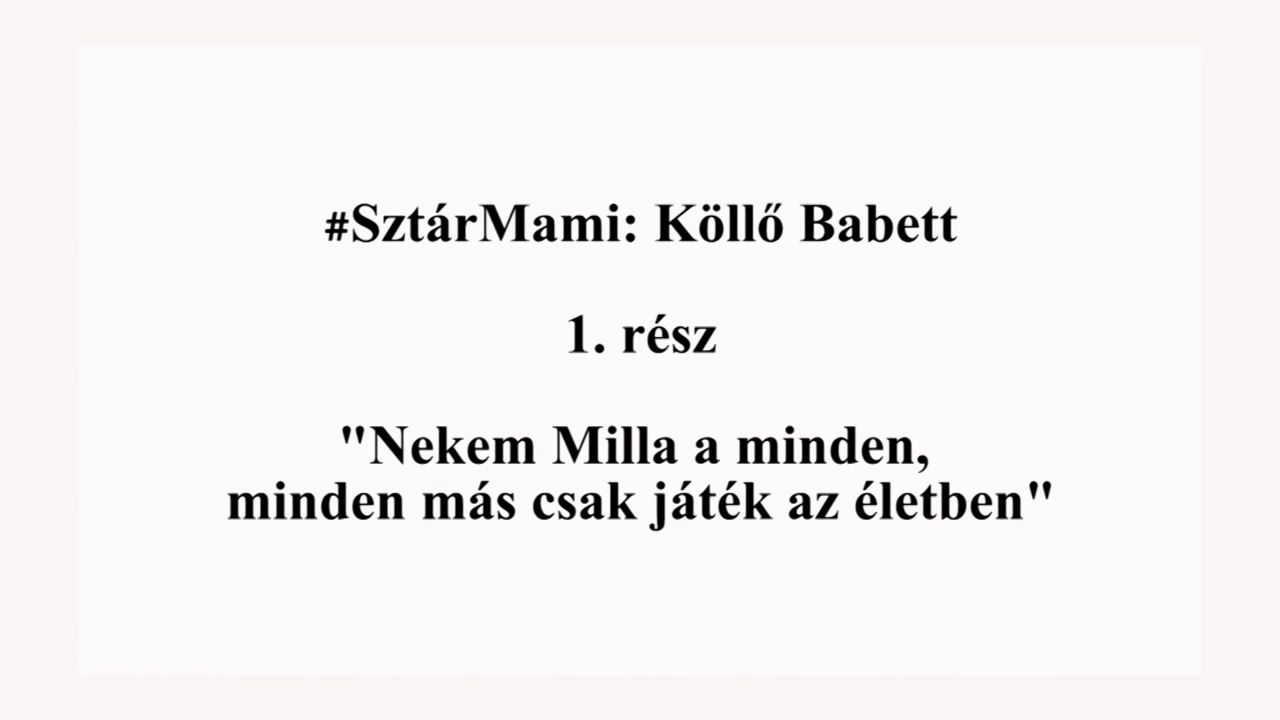 #SztárMami: Köllő Babett
1. rész
"Nekem Milla a minden,
minden más csak játék az életben"